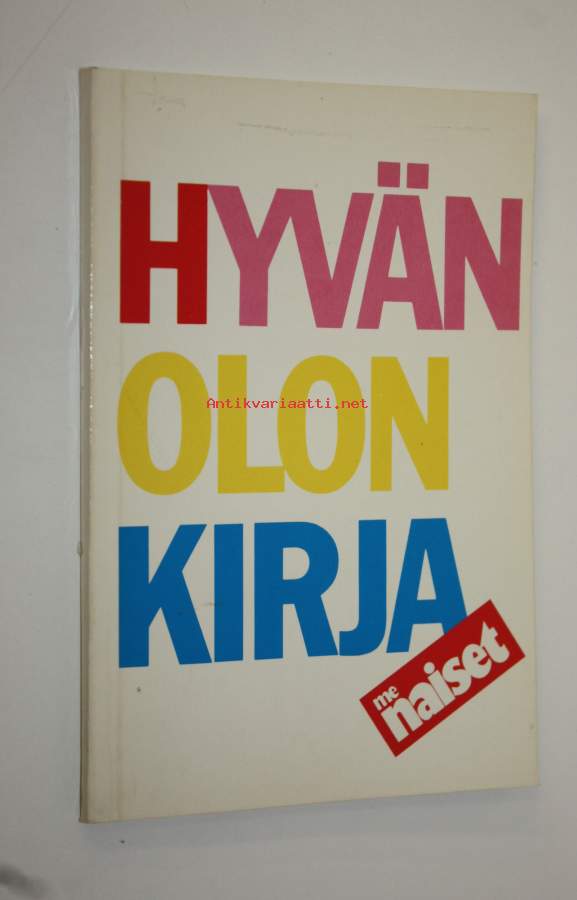 HYVÄN
OLON
Antikvariaatti.net
KIRJA
me
naiset